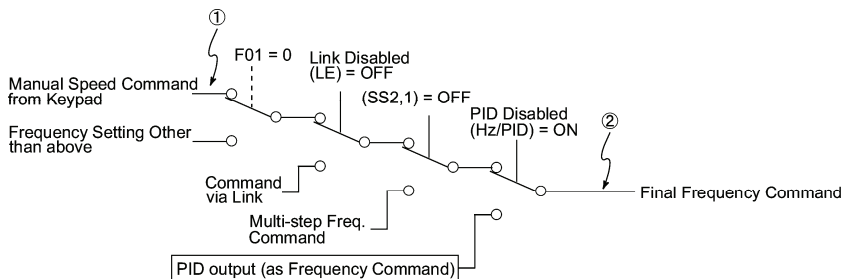 ①
F01 = 0
Link Disabled
(LE) = OFF
Manual Speed Command
from Keypad
(SS2,1) = OFF
PID Disabled
(Hz/PID) = ON
②
Frequency Setting Other
than above
Command
via Link
Final Frequency Command
Multi-step Freq.
Command
PID output (as Frequency Command)